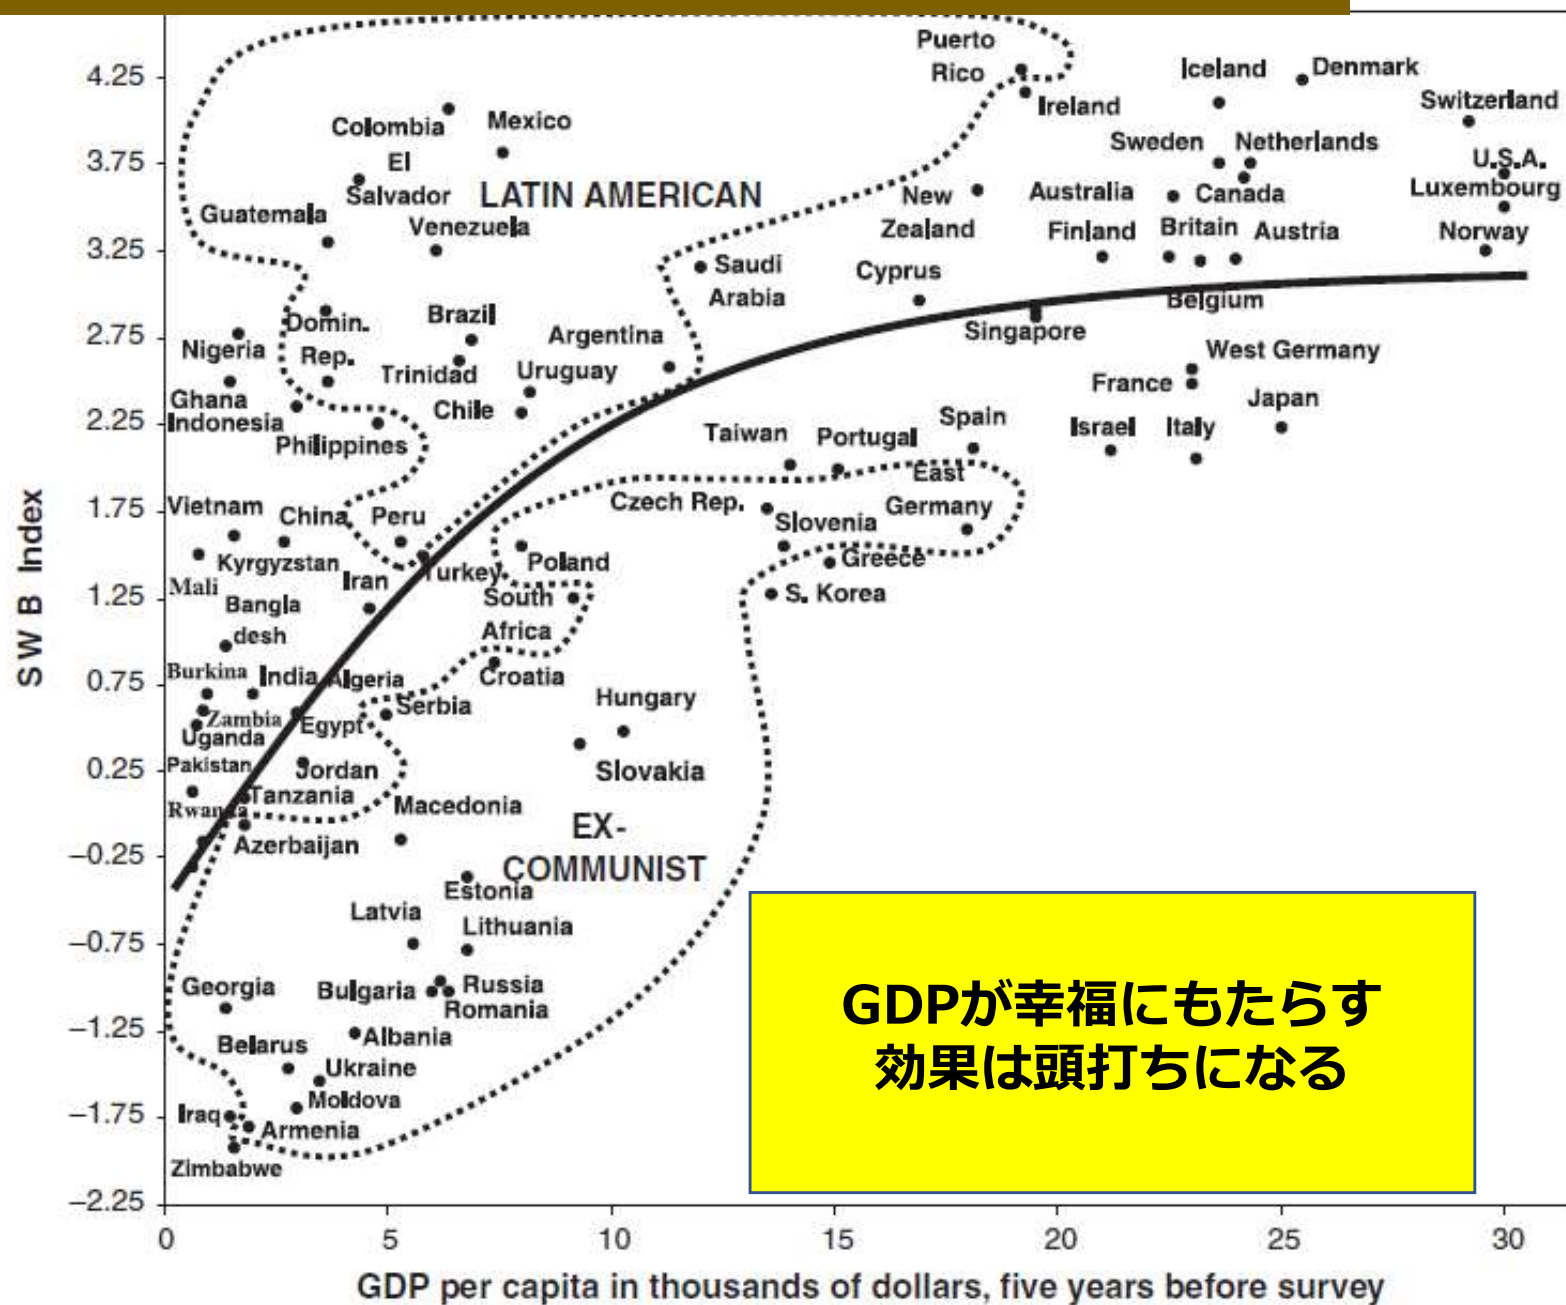 4.25
3.75
3.25
2.75
2.25
1.75
1.25
0.75
0.25
−0.25
−0.75
−1.25
−1.75
−2.25
SWB Index
Puerto
Rico
Ireland
Iceland
Denmark
Switzerland
Colombia
Mexico
Sweden
Netherlands
U.S.A.
El
Salvador
LATIN AMERICAN
New
Zealand
Australia
Canada
Luxembourg
Guatemala
Venezuela
Finland
Britain
Austria
Norway
Saudi
Arabia
Cyprus
Belgium
Domin.
Rep.
Brazil
Argentina
Singapore
Nigeria
Trinidad
Uruguay
West Germany
France
Ghana
Indonesia
Chile
Japan
Philippines
Taiwan
Portugal
Spain
Israel
Italy
East
Germany
Czech Rep.
Vietnam
China
Peru
Slovenia
Kyrgyzstan
Turkey
Poland
Greece
Mali
Iran
South
Africa
S. Korea
Bangla
desh
Burkina
India
Algeria
Croatia
Zambia
Egypt
Serbia
Hungary
Uganda
Pakistan
Jordan
Slovakia
Rwanda
Tanzania
Macedonia
Azerbaijan
EX-
COMMUNIST
Estonia
Latvia
Lithuania
Georgia
Bulgaria
Russia
Romania
Belarus
Albania
Ukraine
Moldova
Iraq
Armenia
Zimbabwe
GDPが幸福にもたらす
効果は頭打ちになる
0
5
10
15
20
25
30
GDP per capita in thousands of dollars, five years before survey